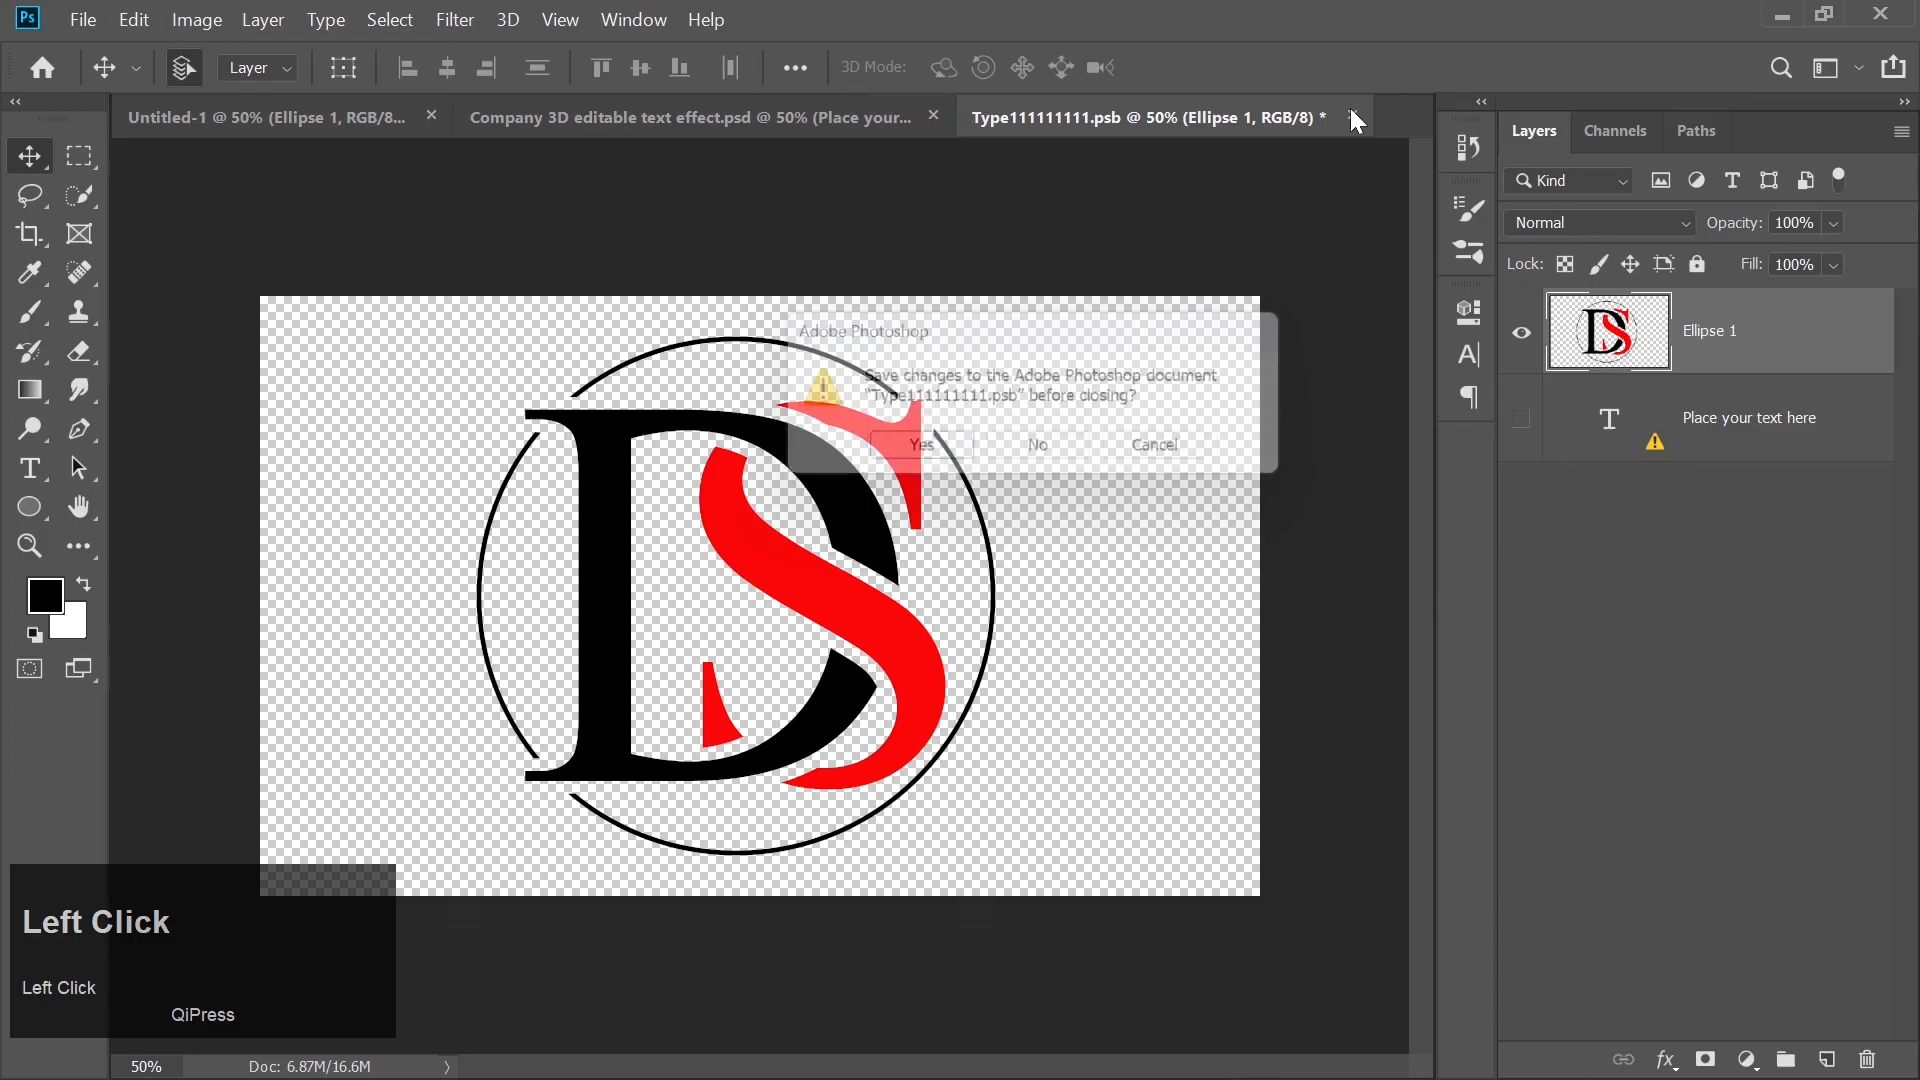 Ps
File Edit Image Layer Type Select Filter 3D View Window Help
Layer
3D Mode:
Untitled-1 @ 50% (Ellipse 1, RGB/8...
Company 3D editable text effect.psd @ 50% (Place your...
Type111111111.psb @ 50% (Ellipse 1, RGB/8) *
Layers Channels Paths
Kind
Normal Opacity: 100%
Lock: Fill: 100%
DS
Ellipse 1
Place your text here
Adobe Photoshop
Save changes to the Adobe Photoshop document
"Type111111111.psb" before closing?
Yes No Cancel
DS
Left Click
Left Click
QiPress
50% Doc: 6.87M/16.6M